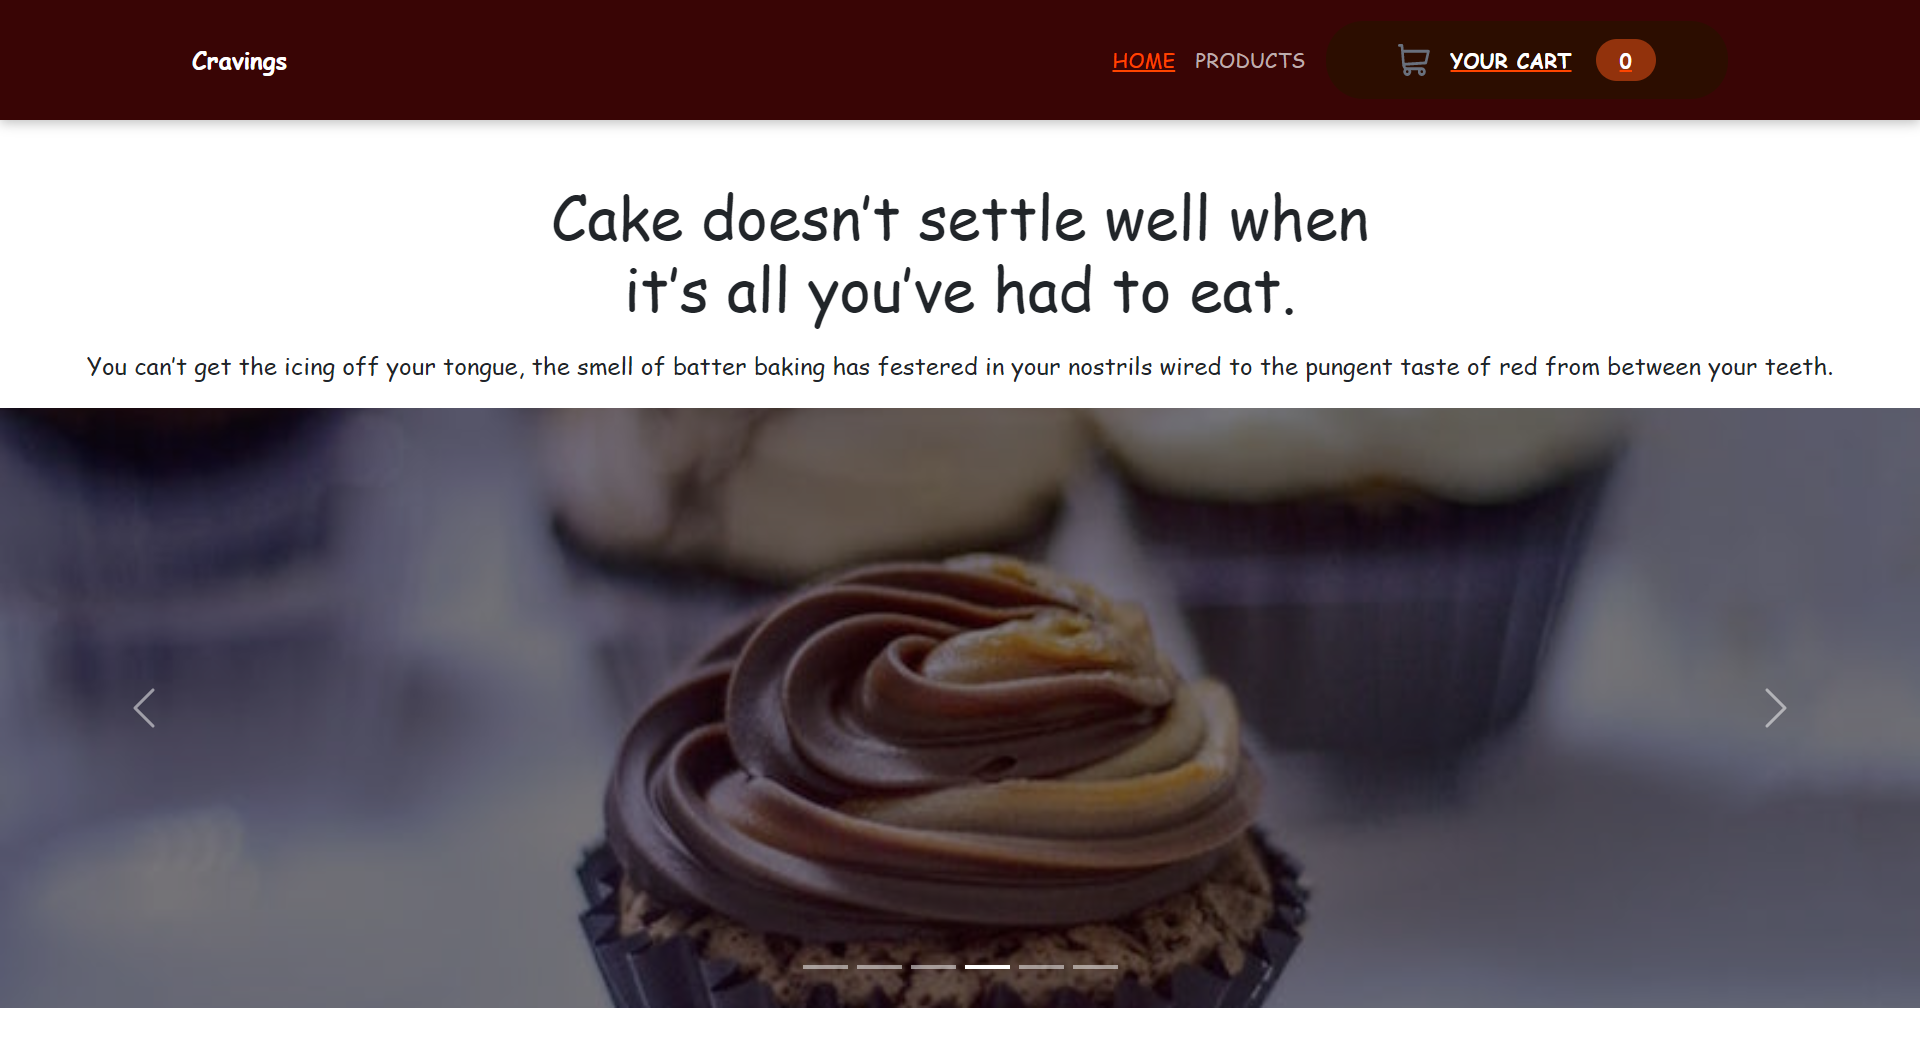 Cravings
HOME PRODUCTS YOUR CART 0
Cake doesn't settle well when
it's all you've had to eat.
You can't get the icing off your tongue, the smell of batter baking has festered in your nostrils wired to the pungent taste of red from between your teeth.